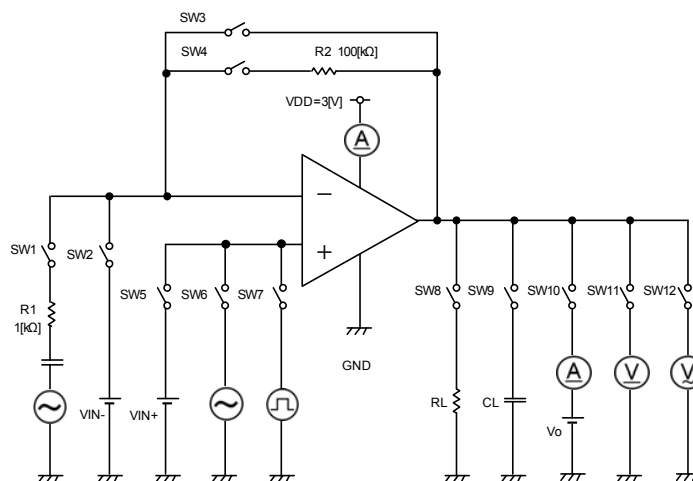 SW3
SW4
R2 100[kΩ]
VDD=3[V]
A
−
+
SW1
SW2
SW5
SW6
SW7
SW8
SW9
SW10
SW11
SW12
R1
1[kΩ]
GND
A
V
V
VIN-
VIN+
RL
CL
Vo